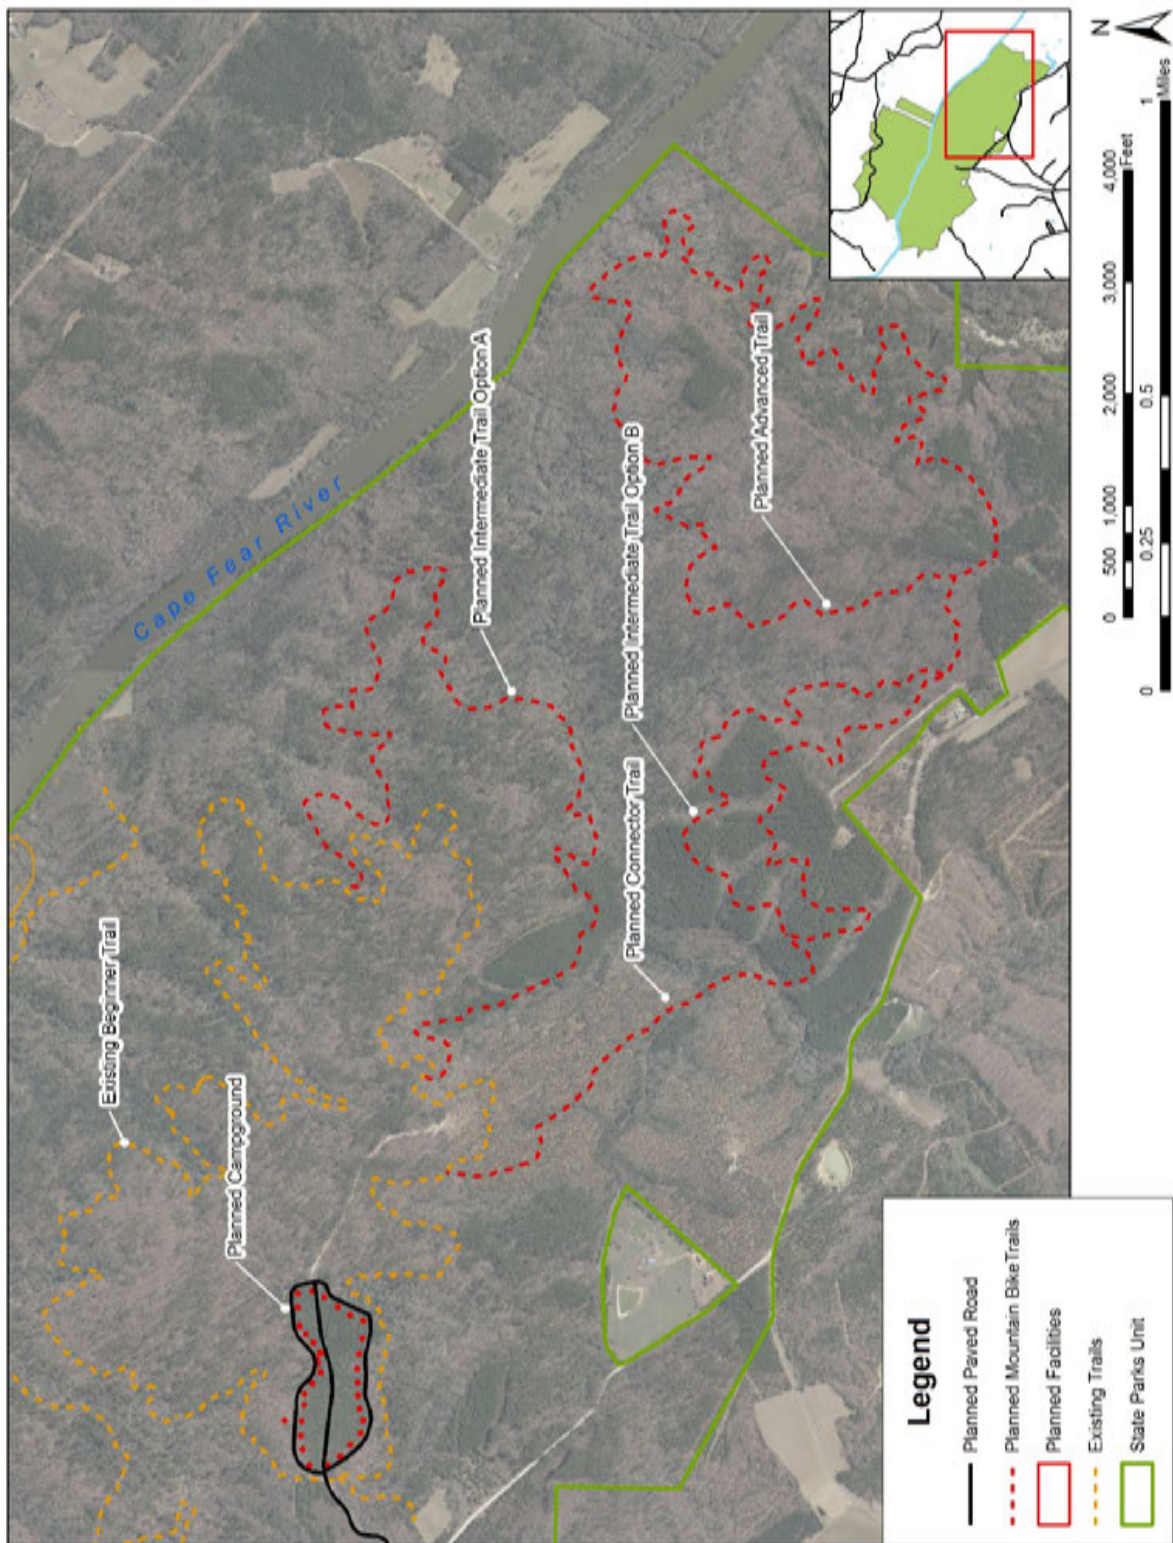 Existing Beginner Trail
Planned Campground
Cape Fear River
Planned Intermediate Trail Option A
Planned Connector Trail
Planned Intermediate Trail Option B
Planned Advanced Trail
Legend
Planned Paved Road
Planned Mountain BikeTrails
Planned Facilities
Existing Trails
State Parks Unit
N
0 500 1,000 2,000 3,000 4,000
Feet
0 0.25 0.5 1
Miles